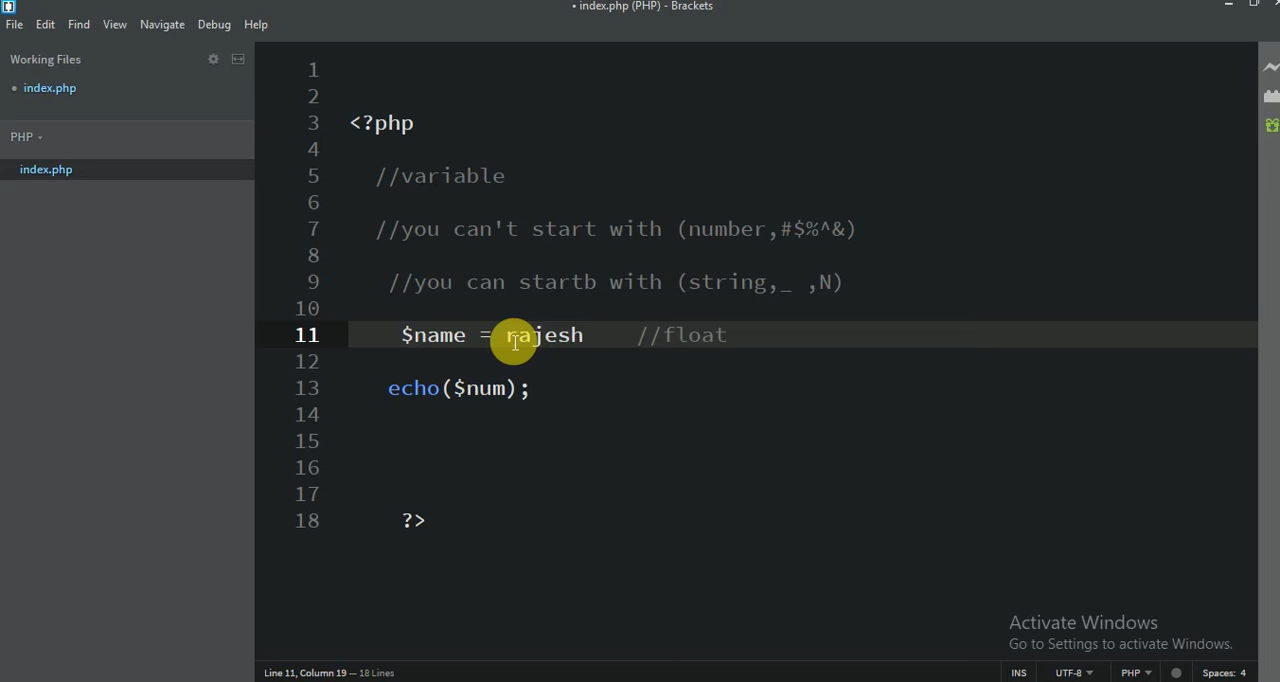 • index.php (PHP) - Brackets
File Edit Find View Navigate Debug Help
Working Files
• index.php
PHP
index.php
1
2
3 <?php
4
5 //variable
6
7 //you can't start with (number,#$%^&)
8
9 //you can startb with (string,_ ,N)
10
11 $name = rajesh //float
12
13 echo($num);
14
15
16
17
18 ?>
Activate Windows
Go to Settings to activate Windows.
Line 11, Column 19 — 18 Lines INS UTF-8 PHP Spaces: 4